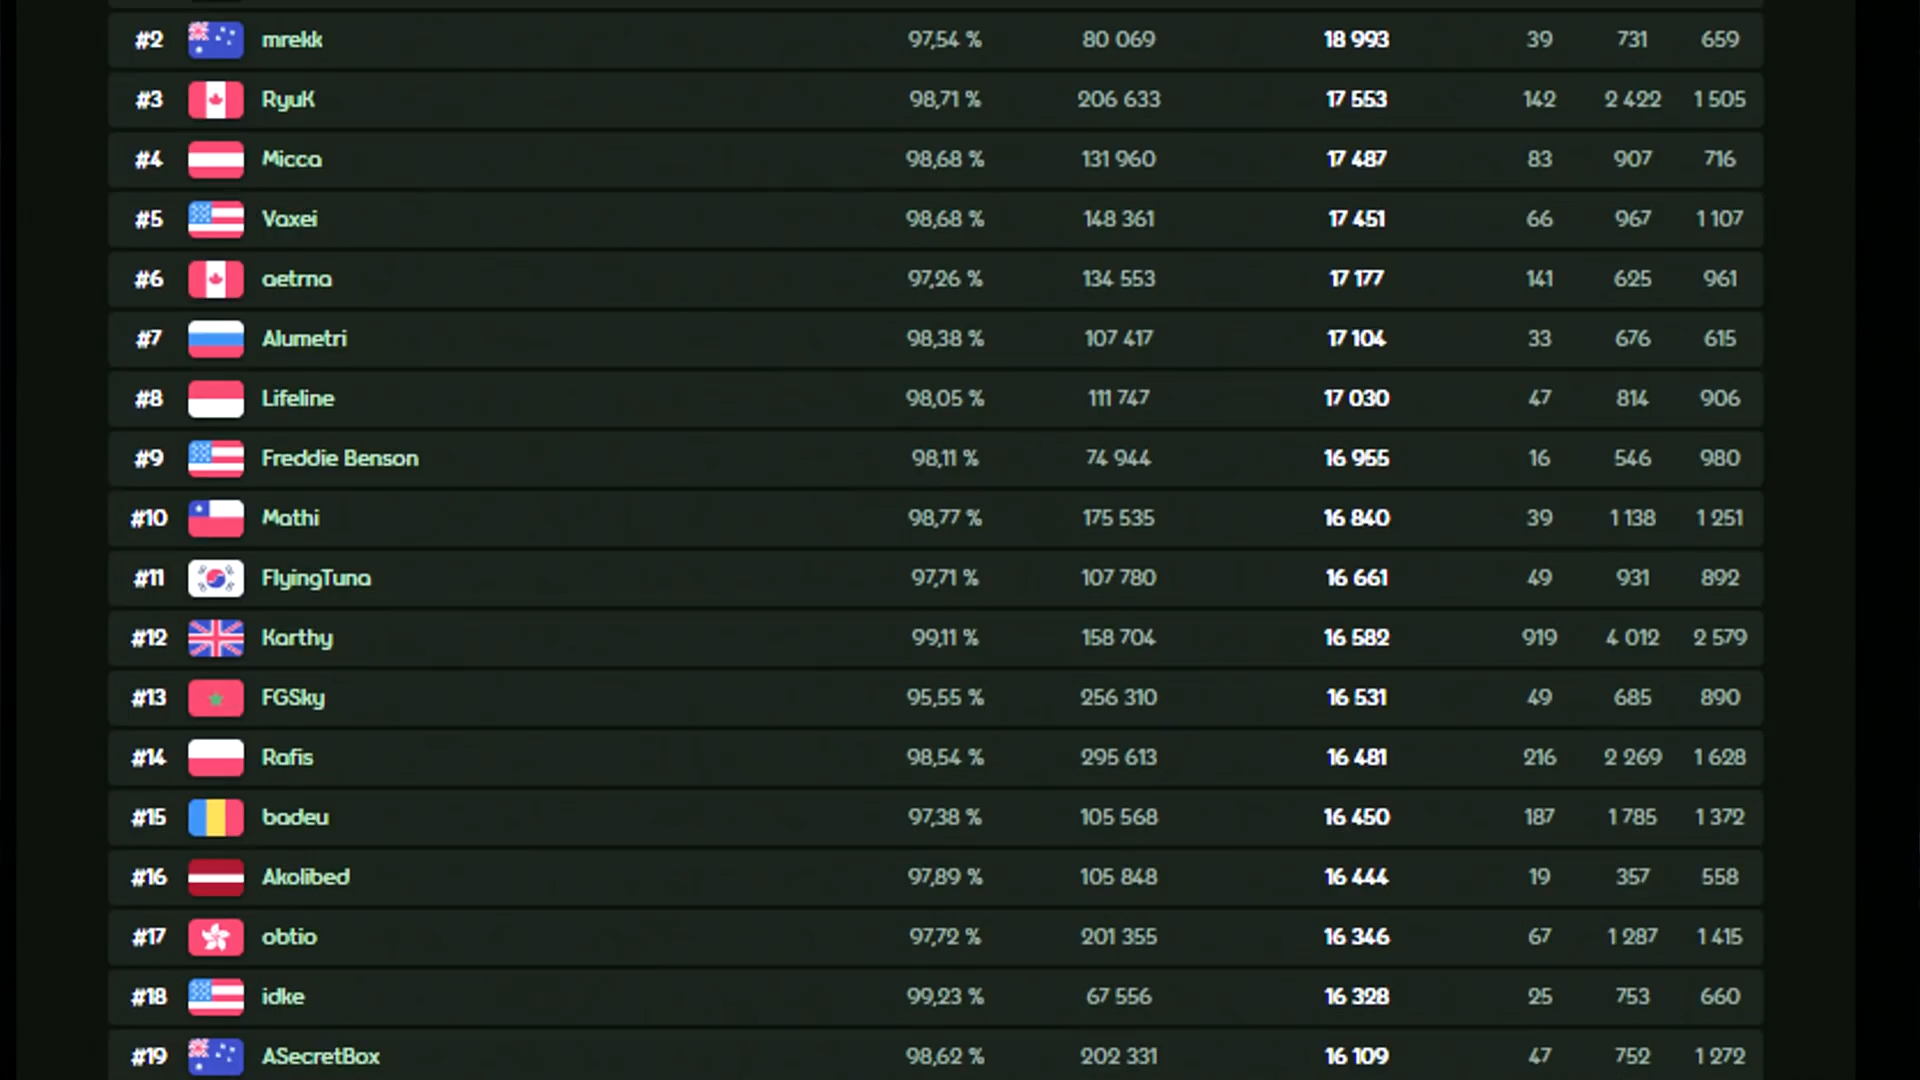 #2 mrekk 97,54 % 80 069 18 993 39 731 659
#3 RyuK 98,71 % 206 633 17 553 142 2 422 1 505
#4 Micca 98,68 % 131 960 17 487 83 907 716
#5 Vaxei 98,68 % 148 361 17 451 66 967 1 107
#6 aetrna 97,26 % 134 553 17 177 141 625 961
#7 Alumetri 98,38 % 107 417 17 104 33 676 615
#8 Lifeline 98,05 % 111 747 17 030 47 814 906
#9 Freddie Benson 98,11 % 74 944 16 955 16 546 980
#10 Mathi 98,77 % 175 535 16 840 39 1 138 1 251
#11 FlyingTuna 97,71 % 107 780 16 661 49 931 892
#12 Karthy 99,11 % 158 704 16 582 919 4 012 2 579
#13 FGSky 95,55 % 256 310 16 531 49 685 890
#14 Rafis 98,54 % 295 613 16 481 216 2 269 1 628
#15 badeu 97,38 % 105 568 16 450 187 1 785 1 372
#16 Akolibed 97,89 % 105 848 16 444 19 357 558
#17 obtio 97,72 % 201 355 16 346 67 1 287 1 415
#18 idke 99,23 % 67 556 16 328 25 753 660
#19 ASecretBox 98,62 % 202 331 16 109 47 752 1 272